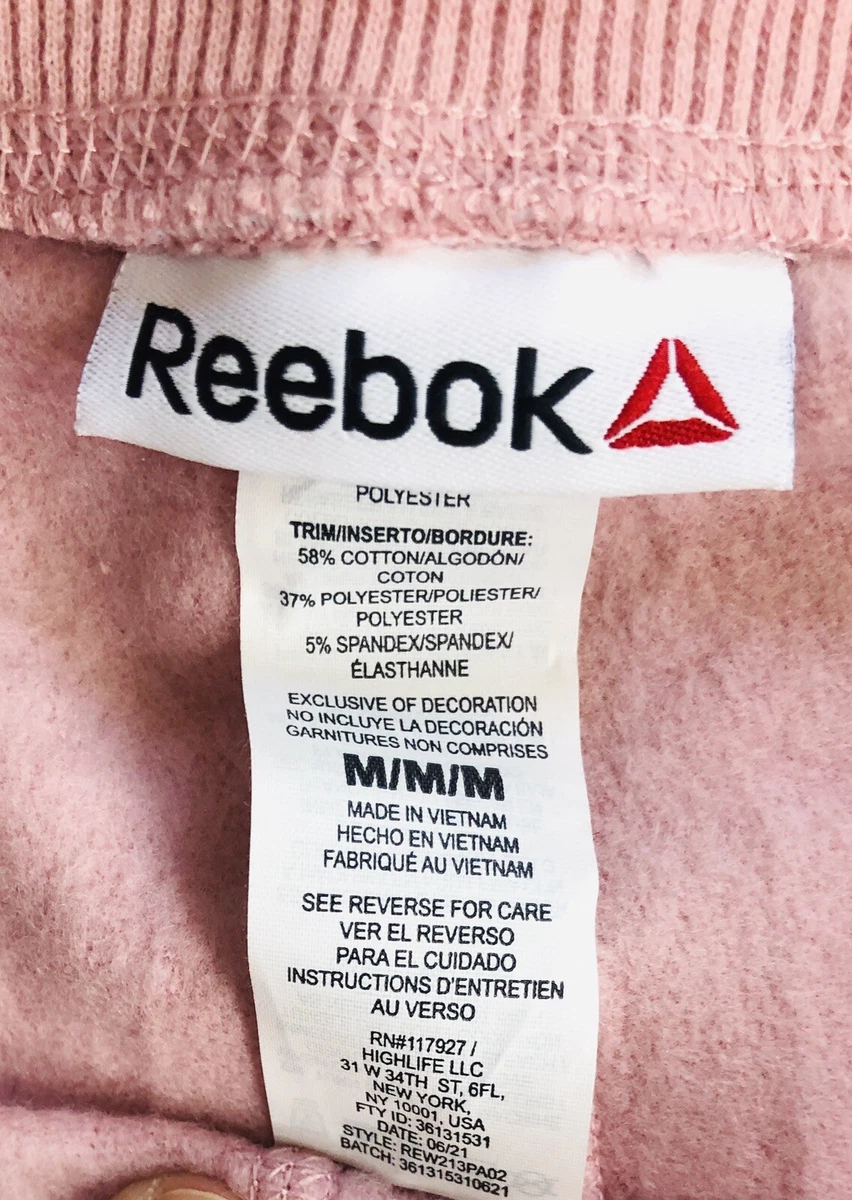 Reebok
POLYESTER
TRIM/INSERTO/BORDURE:
58% COTTON/ALGODÓN/
COTON
37% POLYESTER/POLIESTER/
POLYESTER
5% SPANDEX/SPANDEX/
ÉLASTHANNE
EXCLUSIVE OF DECORATION
NO INCLUYE LA DECORACIÓN
GARNITURES NON COMPRISES
M/M/M
MADE IN VIETNAM
HECHO EN VIETNAM
FABRIQUÉ AU VIETNAM
SEE REVERSE FOR CARE
VER EL REVERSO
PARA EL CUIDADO
INSTRUCTIONS D'ENTRETIEN
AU VERSO
RN#117927 /
HIGHLIFE LLC
31 W 34TH ST, 6FL,
NEW YORK,
NY 10001, USA
FTY ID: 36131531
DATE: 06/21
STYLE: REW213PA02
BATCH: 361315310621